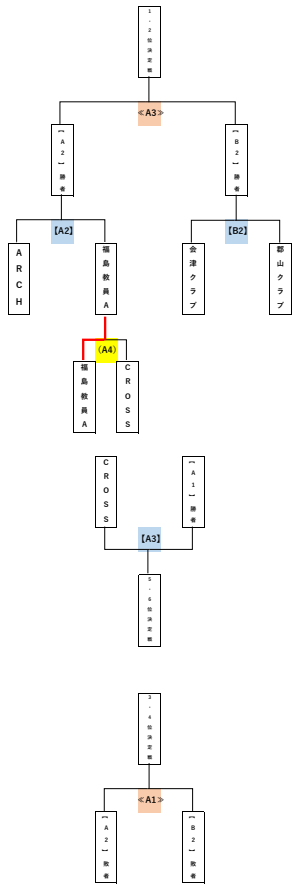 1・2位決定戦
≪A3≫
【A2】勝者
【B2】勝者
【A2】
【B2】
ARCH
福島教員A
会津クラブ
郡山クラブ
(A4)
福島教員A
CROSS
CROSS
【A1】勝者
【A3】
5・6位決定戦
3・4位決定戦
≪A1≫
【A2】敗者
【B2】敗者